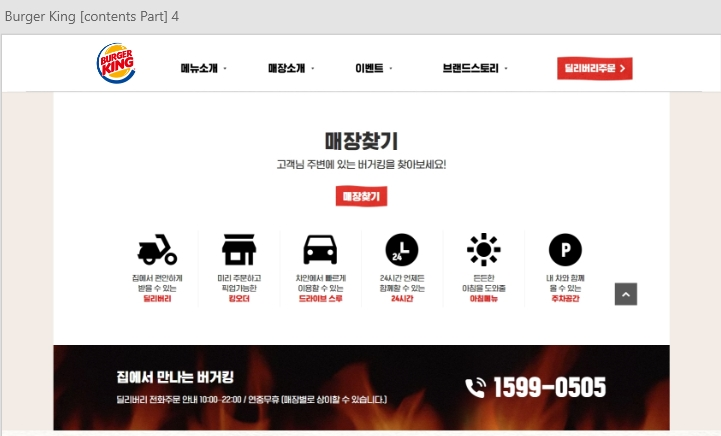 Burger King [contents Part] 4
BURGER KING
메뉴소개 매장소개 이벤트 브랜드스토리 딜리버리주문
매장찾기
고객님 주변에 있는 버거킹을 찾아보세요!
매장찾기
L 24 P
집에서 편안하게 미리 주문하고 차안에서 빠르게 24시간 언제든 든든한 내 차와 함께
받을 수 있는 픽업가능한 이용할 수 있는 함께할 수 있는 아침을 도와줄 올 수 있는
딜리버리 킹오더 드라이브 스루 24시간 아침메뉴 주차공간
집에서 만나는 버거킹
딜리버리 전화주문 안내 10:00~22:00 / 연중무휴 (매장별로 상이할 수 있습니다.)
1599-0505